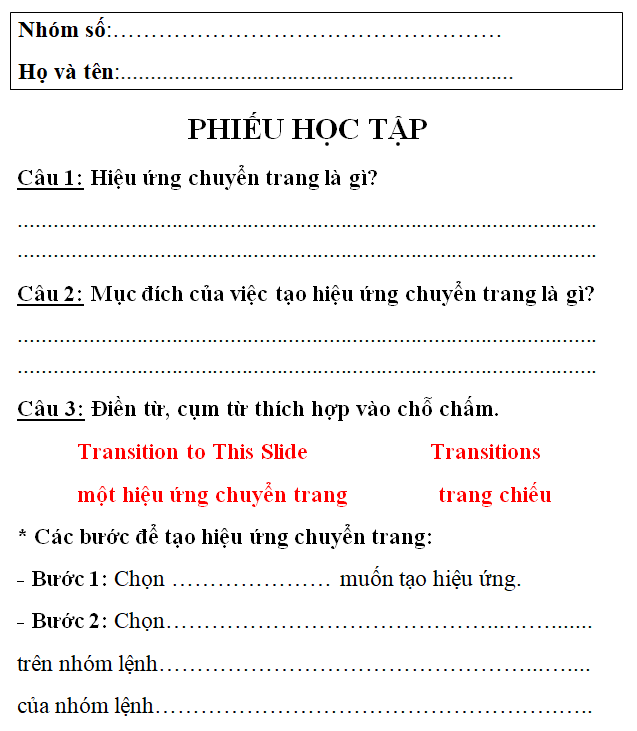 Nhóm số:……………………………………………
Họ và tên:..................................................................
PHIẾU HỌC TẬP
Câu 1: Hiệu ứng chuyển trang là gì?
.................................................................................................
.................................................................................................
Câu 2: Mục đích của việc tạo hiệu ứng chuyển trang là gì?
.................................................................................................
.................................................................................................
Câu 3: Điền từ, cụm từ thích hợp vào chỗ chấm.
Transition to This Slide Transitions
một hiệu ứng chuyển trang trang chiếu
* Các bước để tạo hiệu ứng chuyển trang:
- Bước 1: Chọn ………………… muốn tạo hiệu ứng.
- Bước 2: Chọn……………………………………..…….......
trên nhóm lệnh…………………………………………...…....
của nhóm lệnh…………………………………………….…..